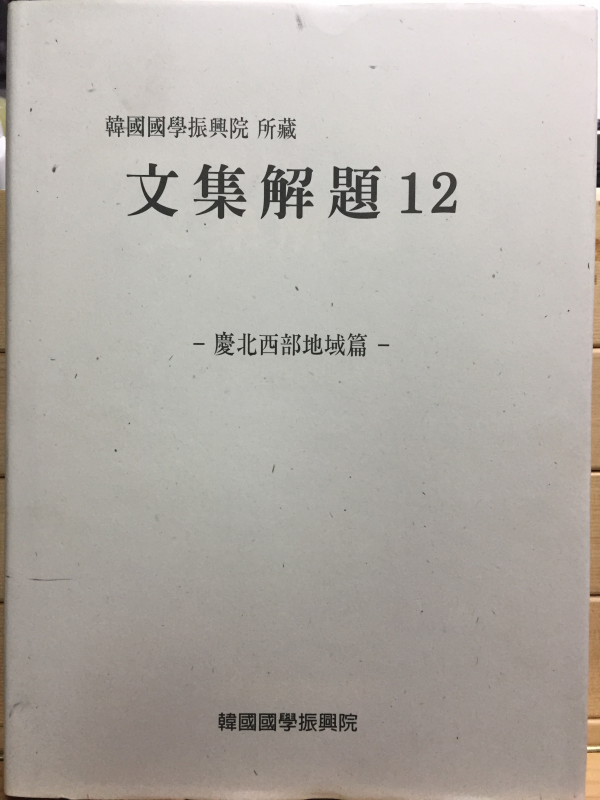 韓國國學振興院 所藏
文集解題 12
- 慶北西部地域篇 -
韓國國學振興院